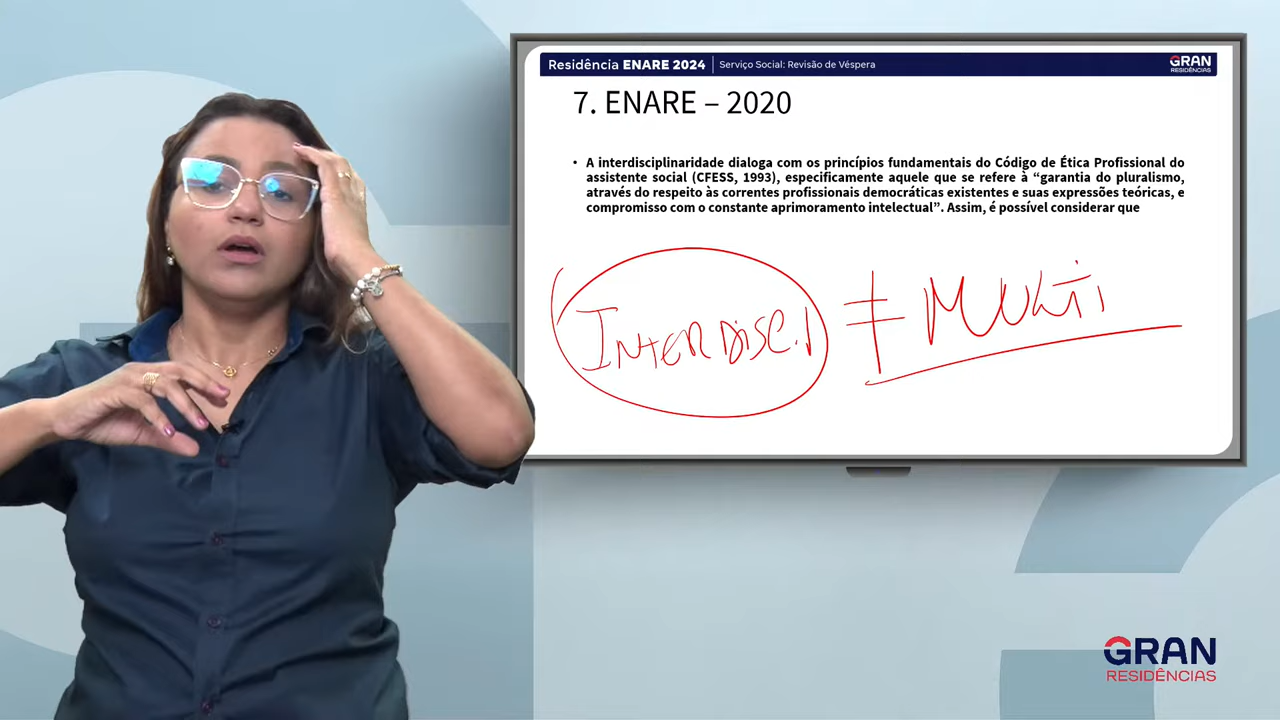 Residência ENARE 2024 | Serviço Social: Revisão de Véspera
GRAN
RESIDÊNCIAS
7. ENARE – 2020
• A interdisciplinaridade dialoga com os princípios fundamentais do Código de Ética Profissional do
assistente social (CFESS, 1993), especificamente aquele que se refere à “garantia do pluralismo,
através do respeito às correntes profissionais democráticas existentes e suas expressões teóricas, e
compromisso com o constante aprimoramento intelectual”. Assim, é possível considerar que
INTERDISC. ≠ MULTI
GRAN
RESIDÊNCIAS